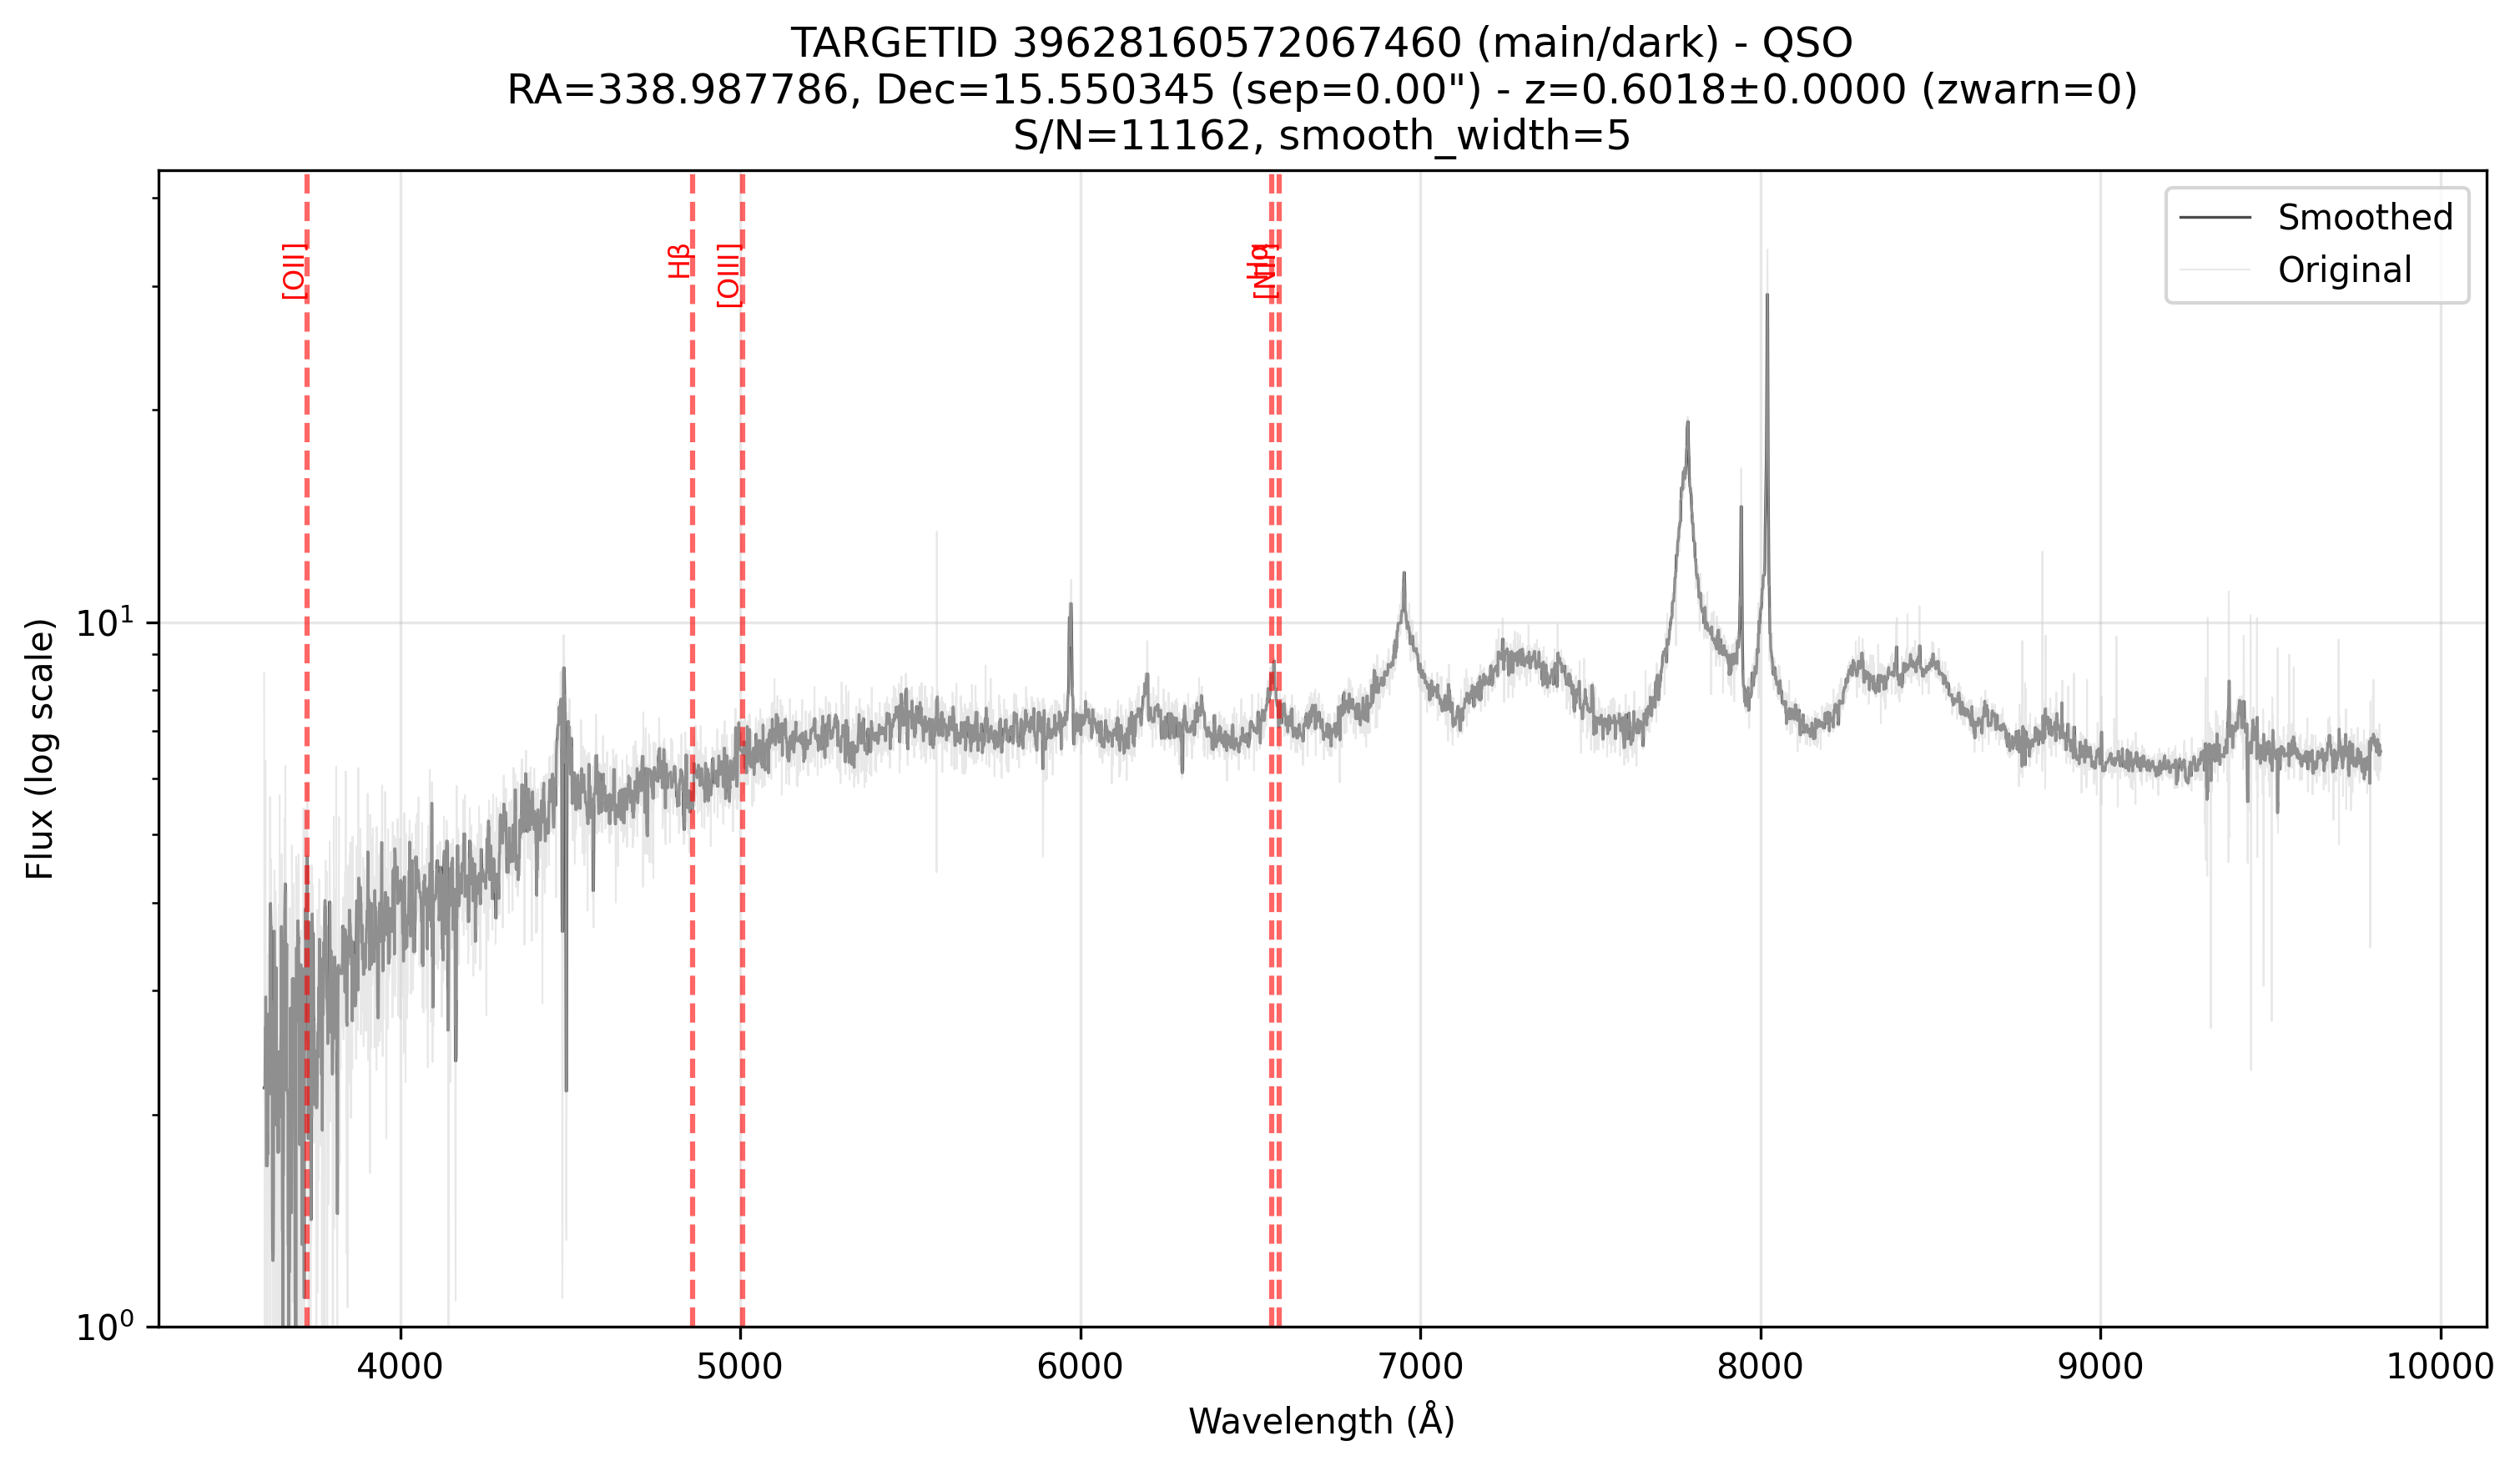 TARGETID 39628160572067460 (main/dark) - QSO
RA=338.987786, Dec=15.550345 (sep=0.00") - z=0.6018±0.0000 (zwarn=0)
S/N=11162, smooth_width=5
Smoothed
Original
[OII]
Hβ
[OIII]
Hα
[NII]
Flux (log scale)
10¹
10⁰
4000 5000 6000 7000 8000 9000 10000
Wavelength (Å)